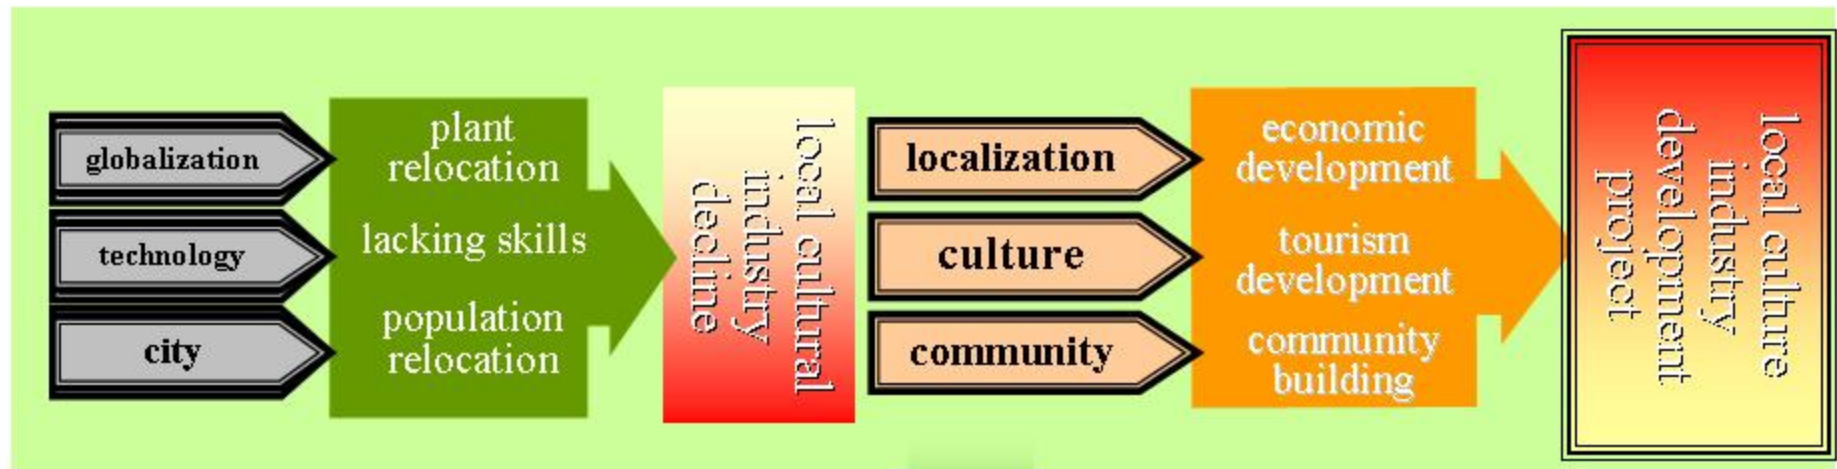 globalization
technology
city
plant
relocation
lacking skills
population
relocation
local cultural
industry
decline
localization
culture
community
economic
development
tourism
development
community
building
local culture
industry
development
project